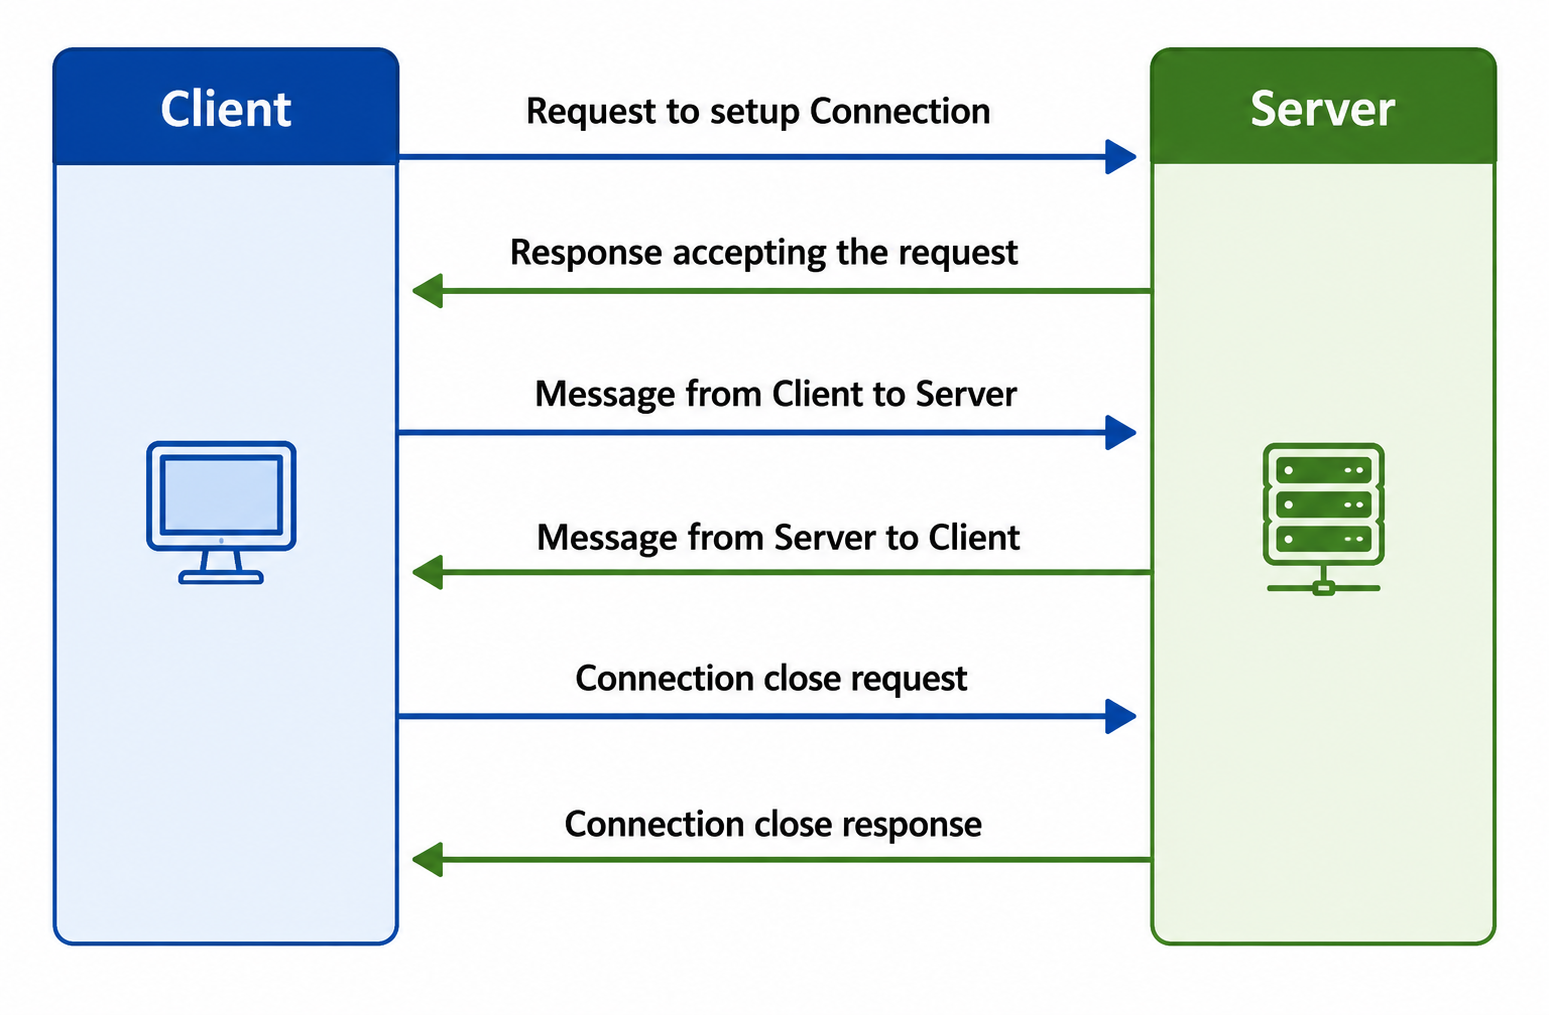 Client
Server
Request to setup Connection
Response accepting the request
Message from Client to Server
Message from Server to Client
Connection close request
Connection close response